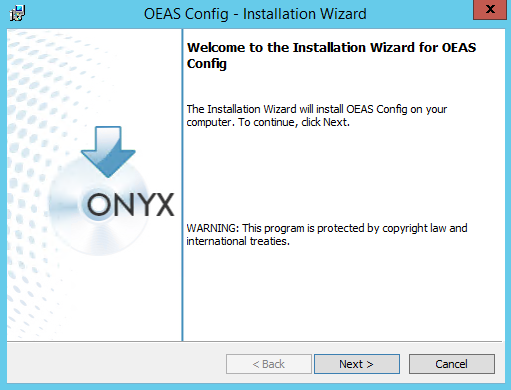 OEAS Config - Installation Wizard
X
Welcome to the Installation Wizard for OEAS
Config
The Installation Wizard will install OEAS Config on your
computer. To continue, click Next.
ONYX
WARNING: This program is protected by copyright law and
international treaties.
< Back
Next >
Cancel